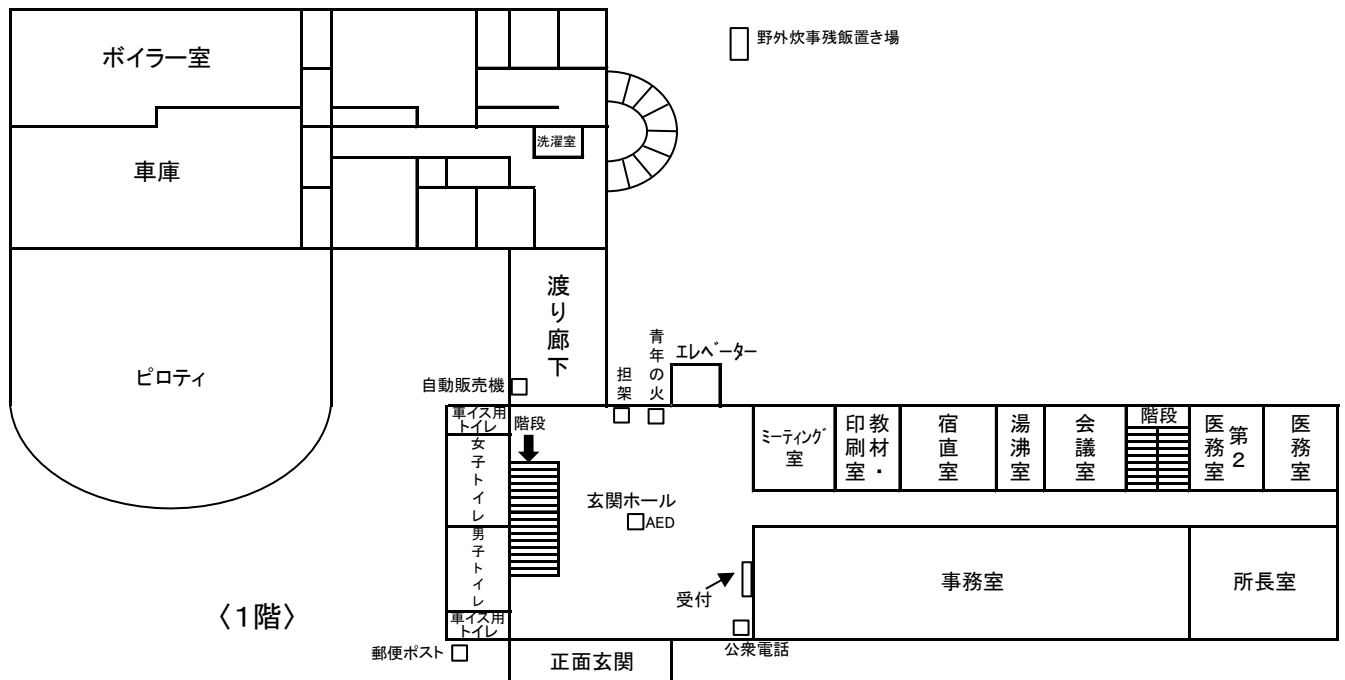 野外炊事残飯置き場
ボイラー室
洗濯室
車庫
渡り廊下
青年の火
エレベーター
担架
ピロティ
自動販売機
車イス用
トイレ
階段
女子トイレ
ミーティング
室
教材・
印刷室
宿直室
湯沸室
会議室
階段
第2
医務室
医務室
玄関ホール
AED
男子トイレ
事務室
所長室
受付
〈1階〉
車イス用
トイレ
公衆電話
郵便ポスト
正面玄関